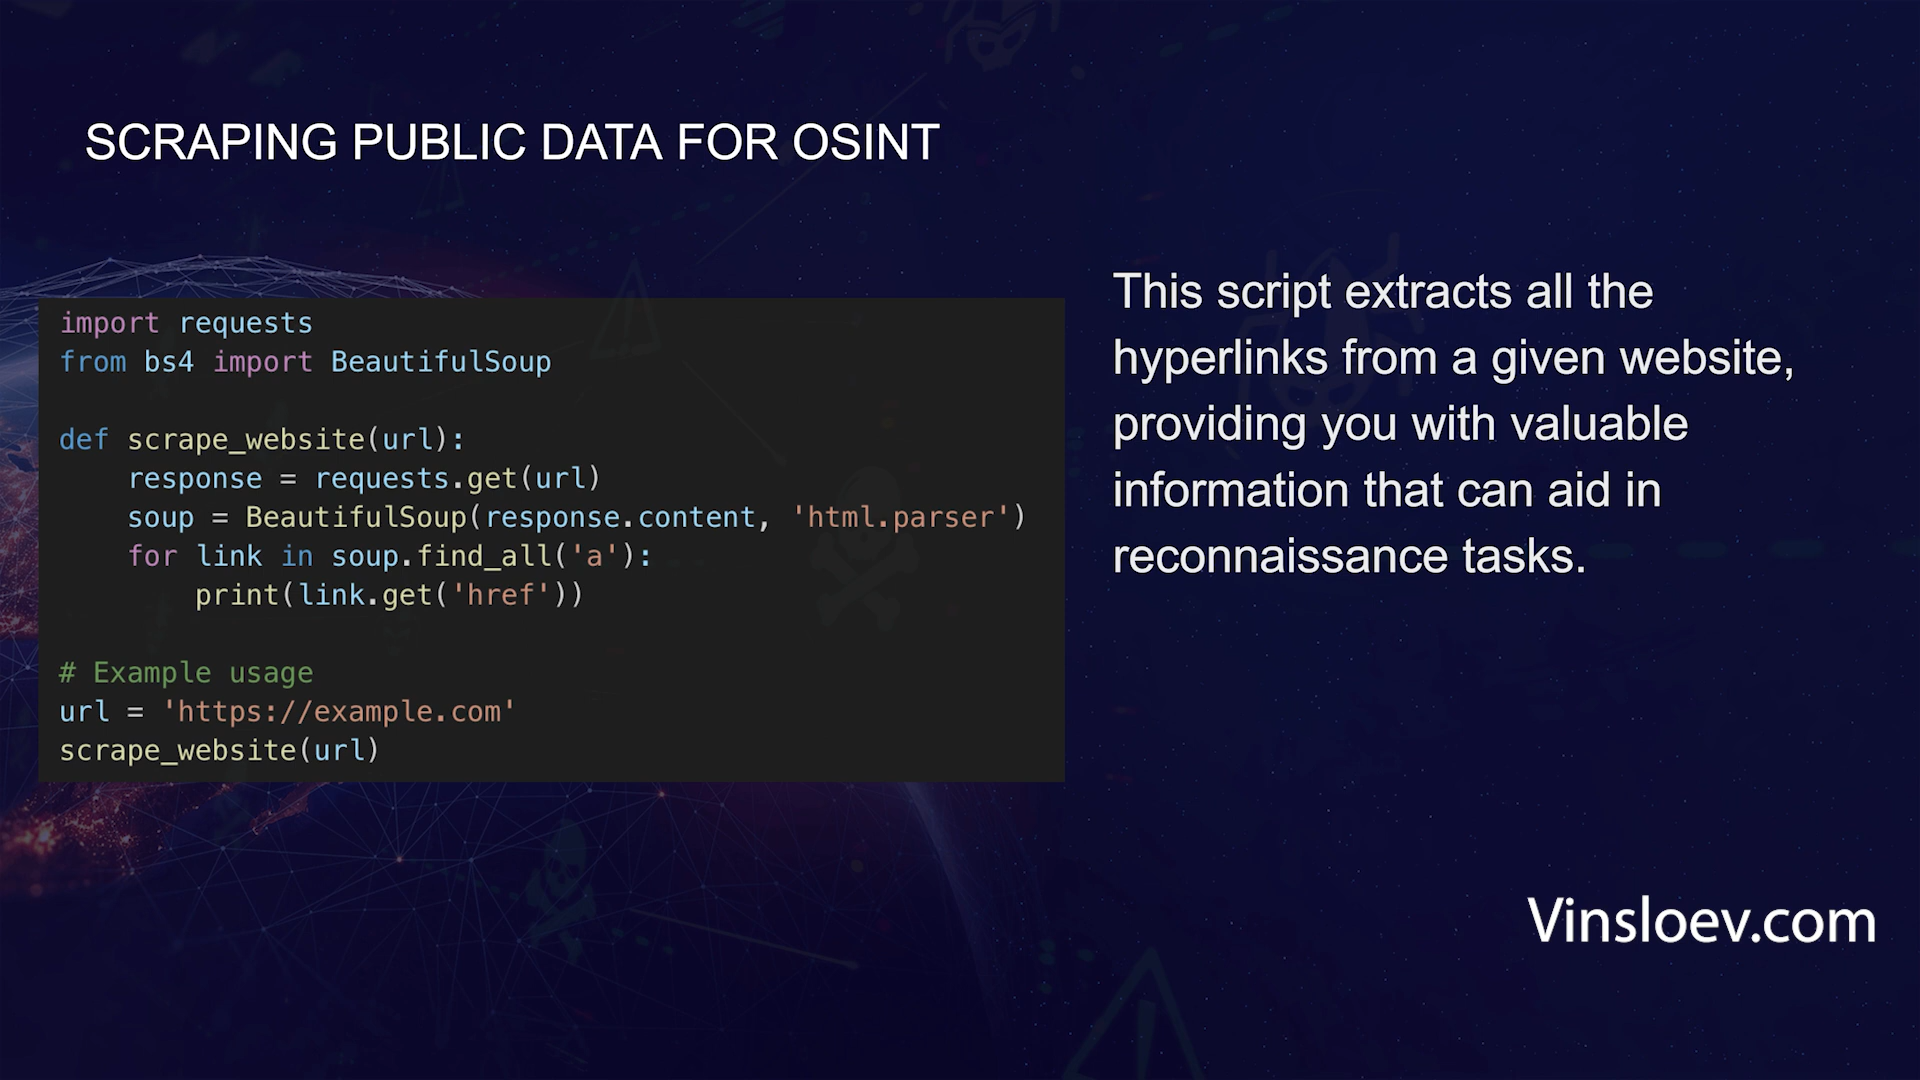 SCRAPING PUBLIC DATA FOR OSINT
import requests
from bs4 import BeautifulSoup
def scrape_website(url):
    response = requests.get(url)
    soup = BeautifulSoup(response.content, 'html.parser')
    for link in soup.find_all('a'):
        print(link.get('href'))
# Example usage
url = 'https://example.com'
scrape_website(url)
This script extracts all the
hyperlinks from a given website,
providing you with valuable
information that can aid in
reconnaissance tasks.
Vinsloev.com